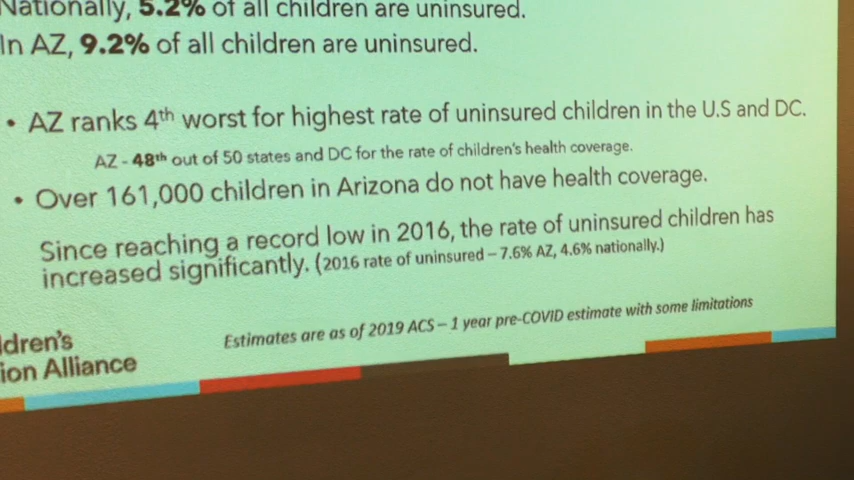 Nationally, 5.2% of all children are uninsured.
In AZ, 9.2% of all children are uninsured.
• AZ ranks 4th worst for highest rate of uninsured children in the U.S and DC.
AZ - 48th out of 50 states and DC for the rate of children's health coverage.
• Over 161,000 children in Arizona do not have health coverage.
Since reaching a record low in 2016, the rate of uninsured children has
increased significantly. (2016 rate of uninsured – 7.6% AZ, 4.6% nationally.)
Estimates are as of 2019 ACS – 1 year pre-COVID estimate with some limitations
ldren's
ion Alliance